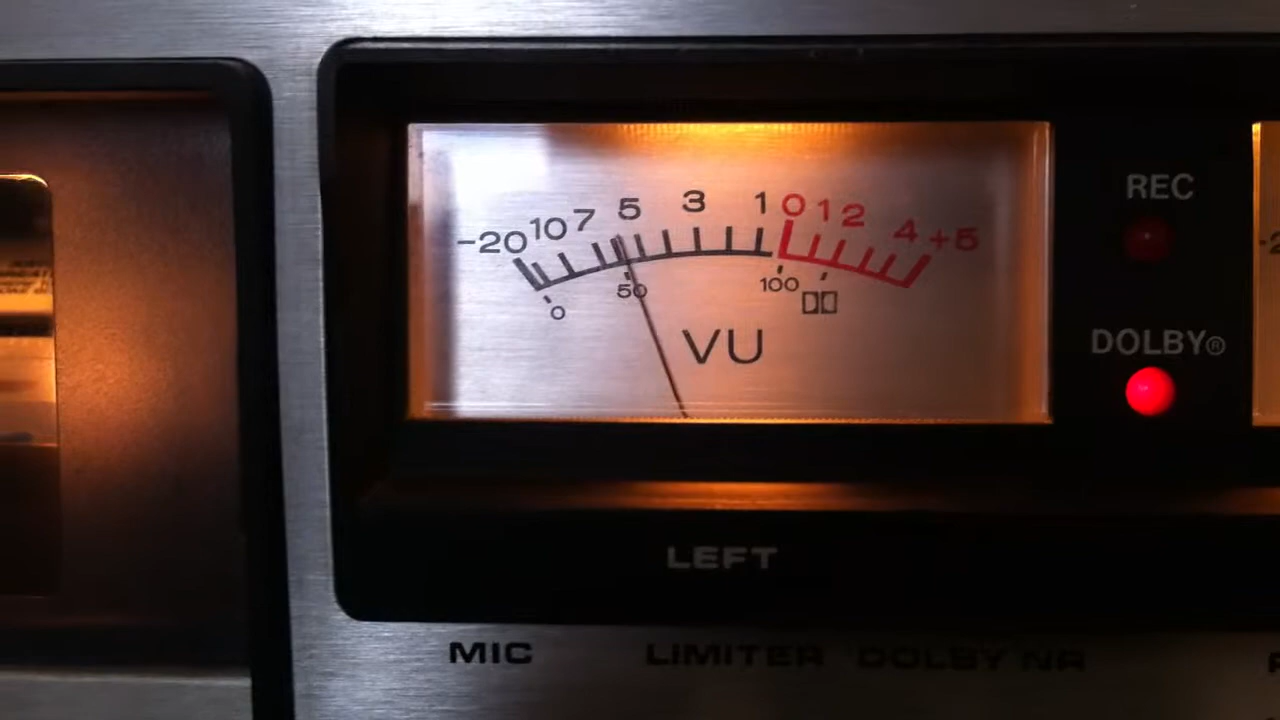 -20 10 7 5 3 1 0 1 2 4 +5
0 50 100
VU
REC
DOLBY®
LEFT
MIC LIMITER DOLBY NR